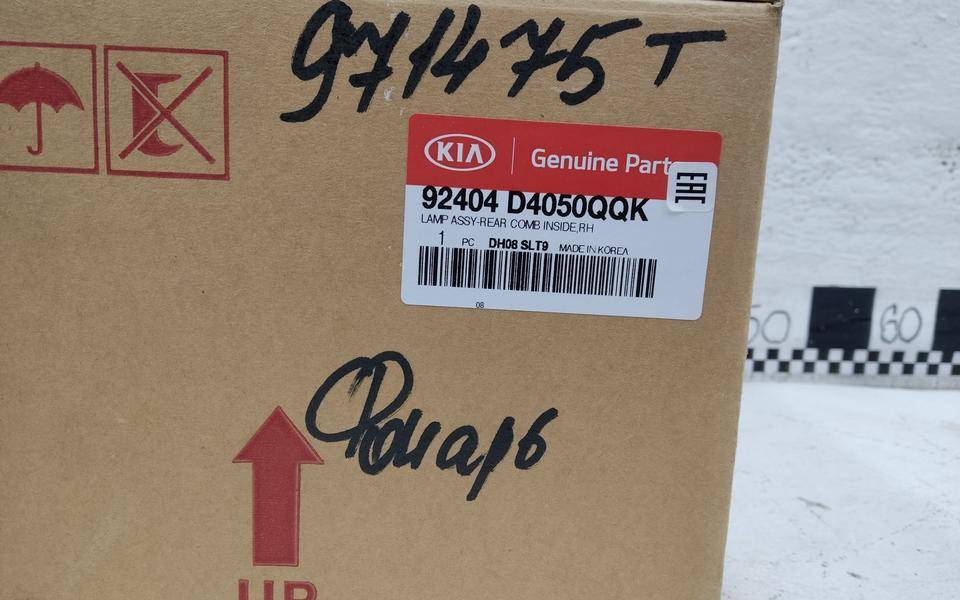 971475 T
KIA Genuine Parts
EAC
92404 D4050QQK
LAMP ASSY-REAR COMB INSIDE,RH
1 PC DH08 SLT9 MADE IN KOREA
08
50 60
Фонарь
UP